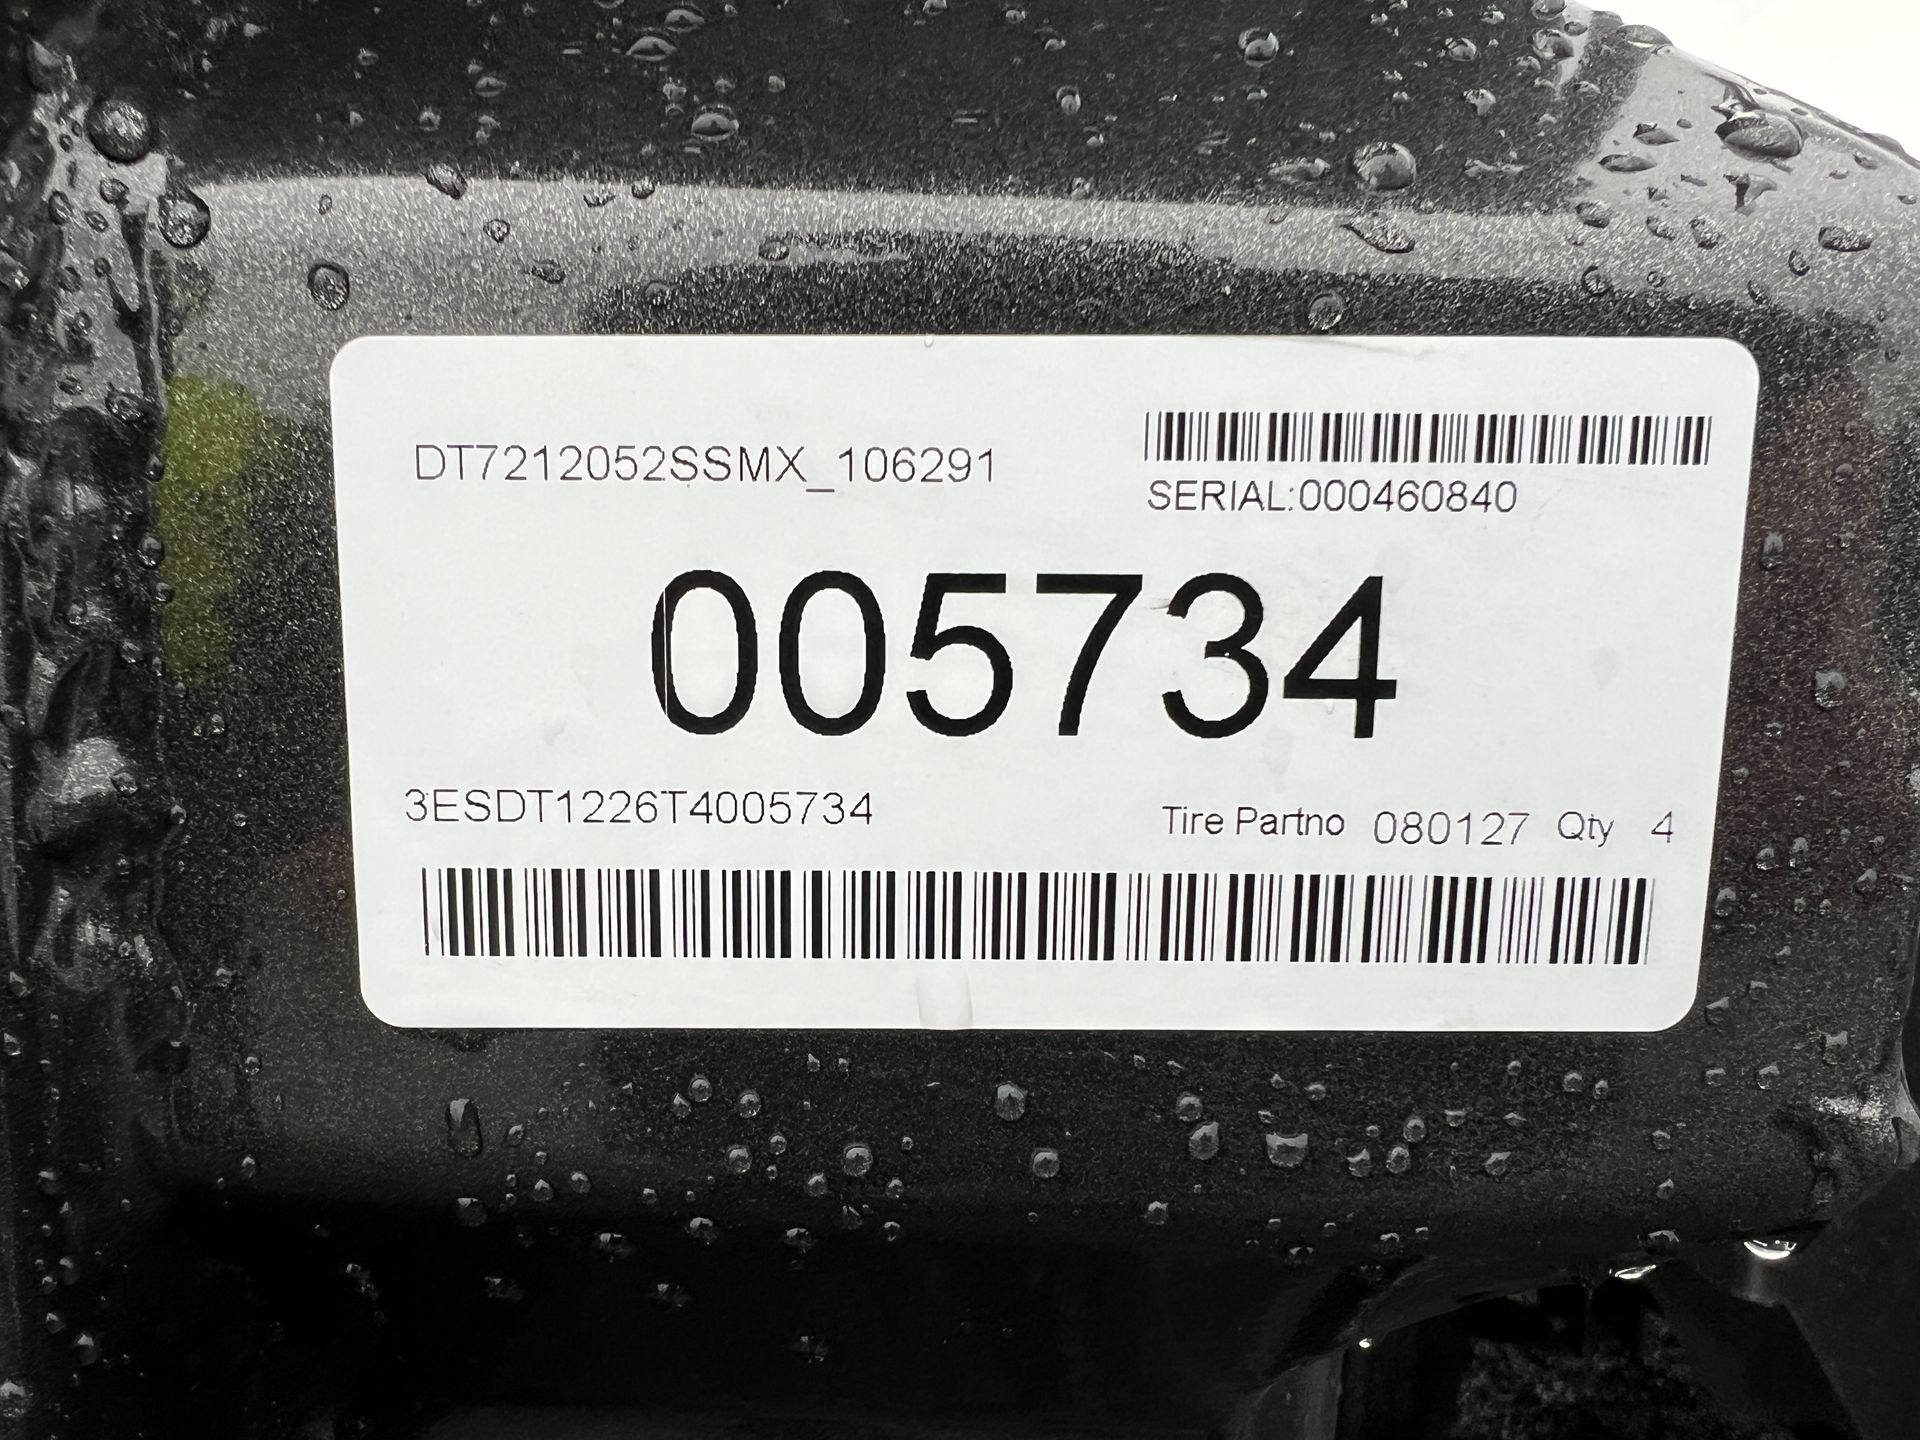 DT7212052SSMX_106291
SERIAL:000460840
005734
3ESDT1226T4005734
Tire Partno 080127 Qty 4